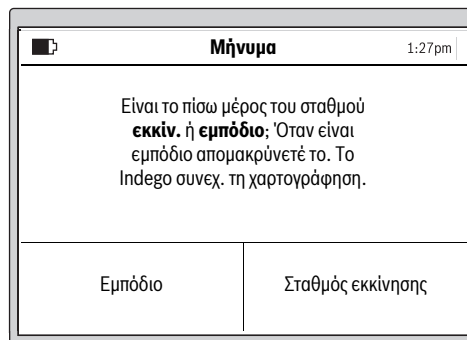 Μήνυμα 1:27pm
Είναι το πίσω μέρος του σταθμού
εκκίν. ή εμπόδιο; Όταν είναι
εμπόδιο απομακρύνετέ το. Το
Indego συνεχ. τη χαρτογράφηση.
Εμπόδιο Σταθμός εκκίνησης